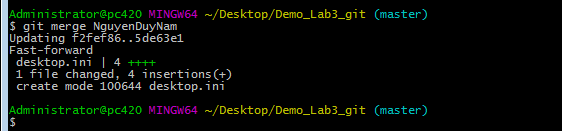 Administrator@pc420 MINGW64 ~/Desktop/Demo_Lab3_git (master)
$ git merge NguyenDuyNam
Updating f2fef86..5de63e1
Fast-forward
 desktop.ini | 4 ++++
 1 file changed, 4 insertions(+)
 create mode 100644 desktop.ini
Administrator@pc420 MINGW64 ~/Desktop/Demo_Lab3_git (master)
$